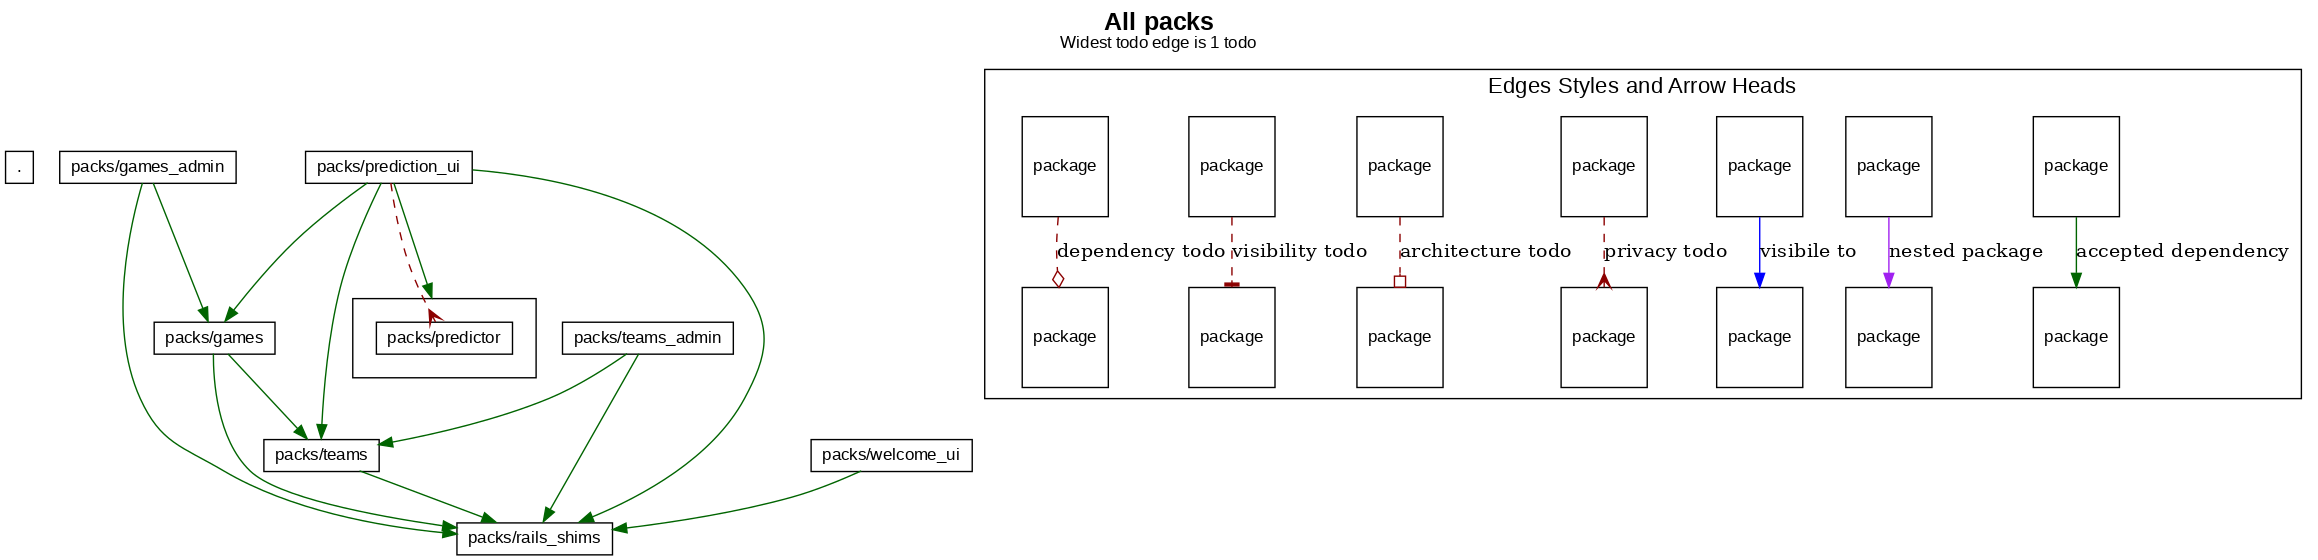 All packs
Widest todo edge is 1 todo
Edges Styles and Arrow Heads
.
packs/games_admin
packs/prediction_ui
package
package
package
package
package
package
package
dependency todo
visibility todo
architecture todo
privacy todo
visibile to
nested package
accepted dependency
packs/games
packs/predictor
packs/teams_admin
package
package
package
package
package
package
package
packs/teams
packs/welcome_ui
packs/rails_shims